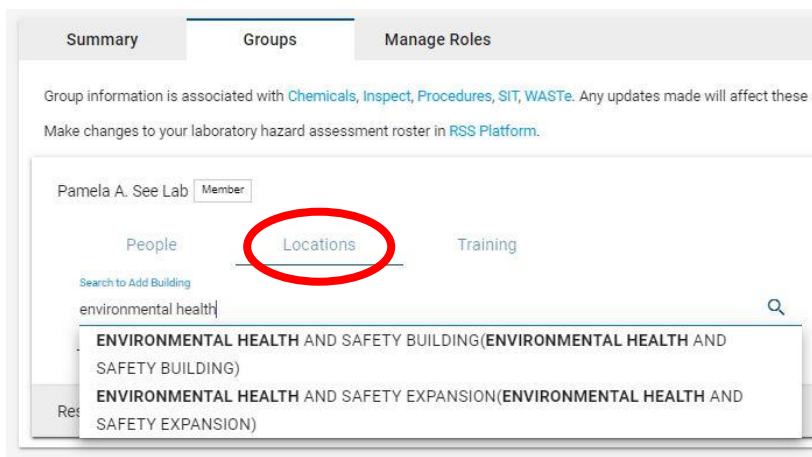 Summary Groups Manage Roles
Group information is associated with Chemicals, Inspect, Procedures, SIT, WASTe. Any updates made will affect these
Make changes to your laboratory hazard assessment roster in RSS Platform.
Pamela A. See Lab Member
People Locations Training
Search to Add Building
environmental health
ENVIRONMENTAL HEALTH AND SAFETY BUILDING(ENVIRONMENTAL HEALTH AND
SAFETY BUILDING)
ENVIRONMENTAL HEALTH AND SAFETY EXPANSION(ENVIRONMENTAL HEALTH AND
SAFETY EXPANSION)
Res